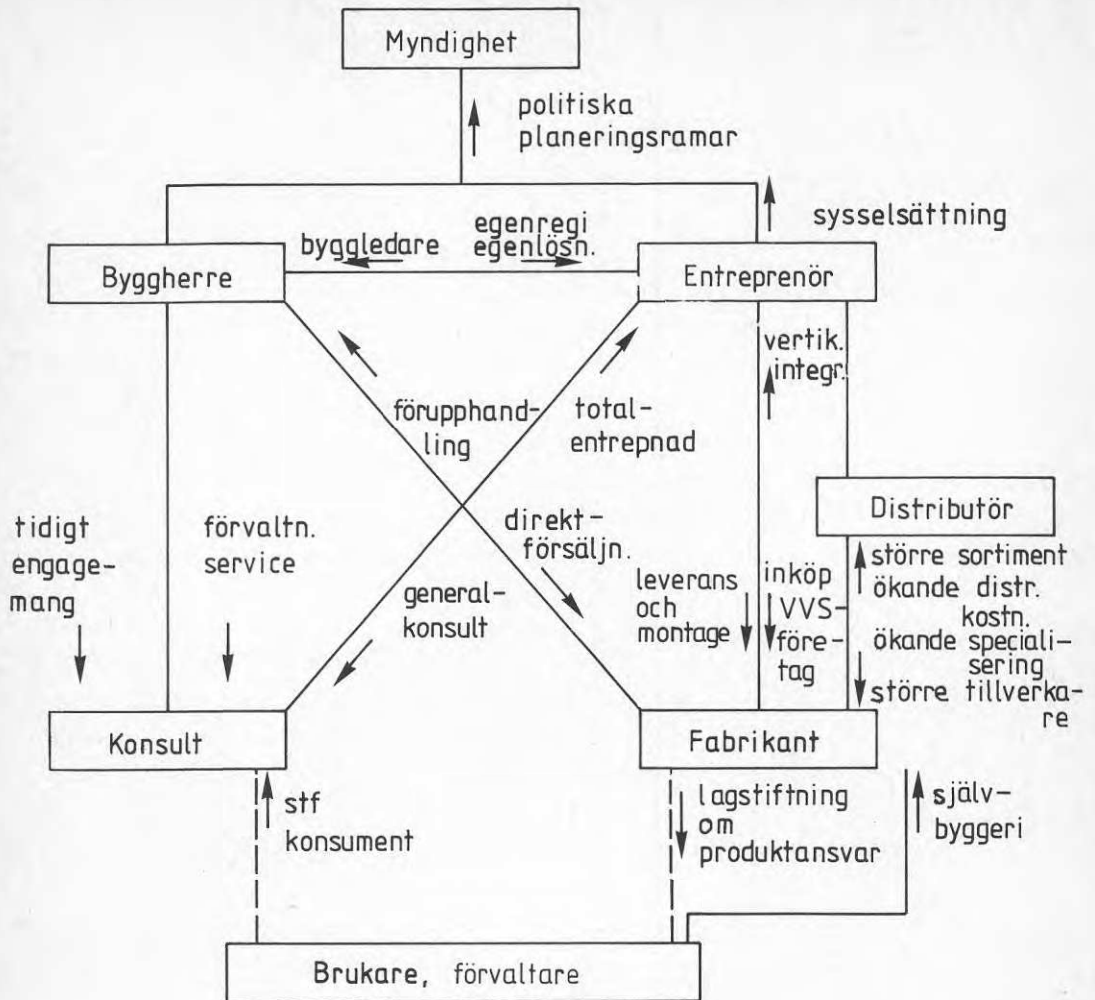 Myndighet
politiska
planeringsramar
sysselsättning
byggledare
egenregi
egenlösn.
Byggherre
Entreprenör
vertik.
integr.
förupphand-
ling
total-
entrepnad
Distributör
tidigt
engage-
mang
förvaltn.
service
direkt-
försäljn.
general-
konsult
leverans
och
montage
inköp
VVS-
före-
tag
större sortiment
ökande distr.
kostn.
ökande speciali-
sering
större tillverka-
re
Konsult
Fabrikant
stf
konsument
lagstiftning
om
produktansvar
själv-
byggeri
Brukare, förvaltare